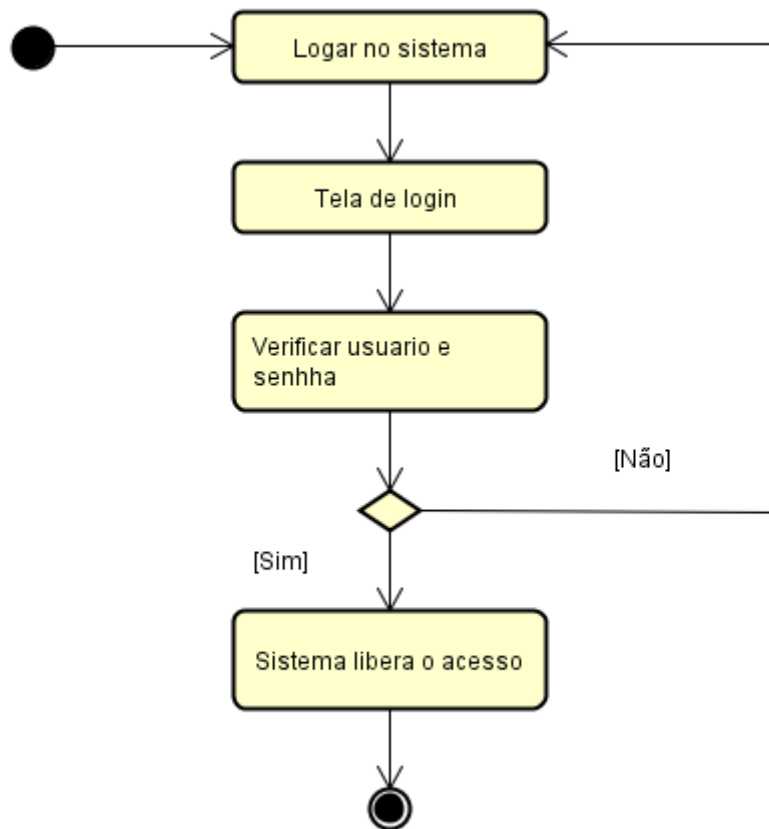 Logar no sistema
Tela de login
Verificar usuario e
senhha
[Não]
[Sim]
Sistema libera o acesso